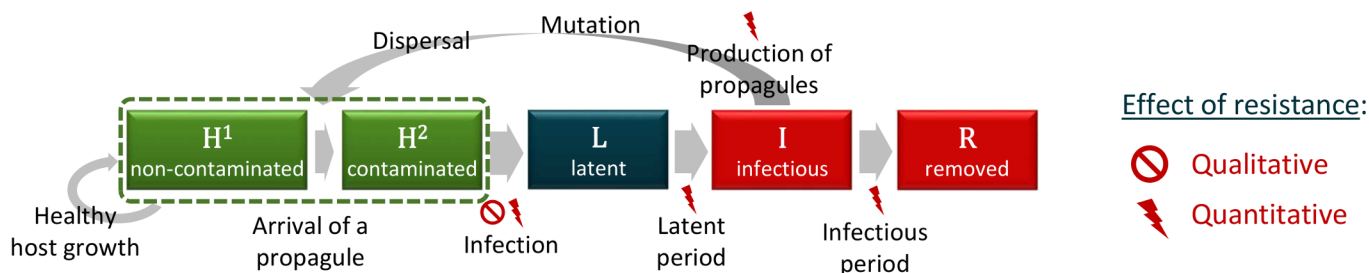 Mutation
Dispersal
Production of
propagules
H¹
non-contaminated
H²
contaminated
L
latent
I
infectious
R
removed
Healthy
host growth
Arrival of a
propagule
Infection
Latent
period
Infectious
period
Effect of resistance:
Qualitative
Quantitative